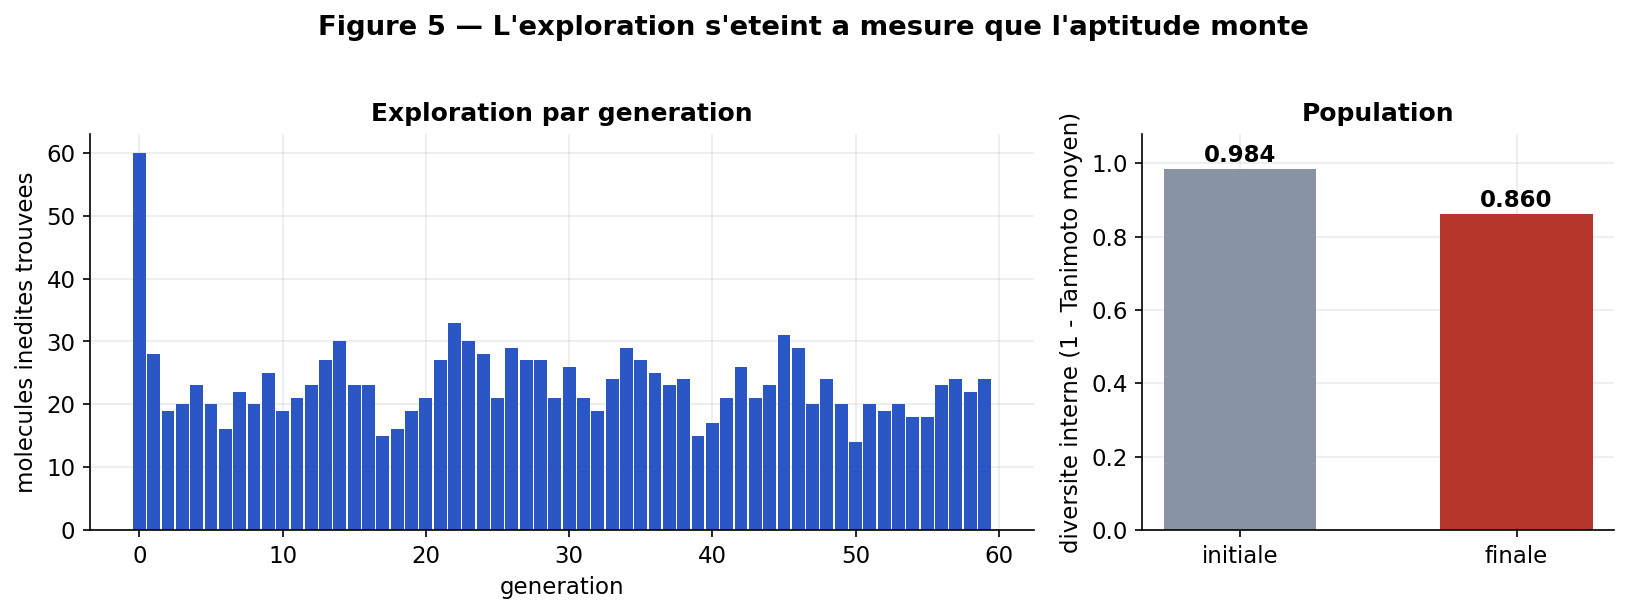 Figure 5 — L'exploration s'eteint a mesure que l'aptitude monte
Exploration par generation
molecules inedites trouvees
60
50
40
30
20
10
0
0 10 20 30 40 50 60
generation
Population
diversite interne (1 - Tanimoto moyen)
1.0
0.8
0.6
0.4
0.2
0.0
0.984
0.860
initiale finale